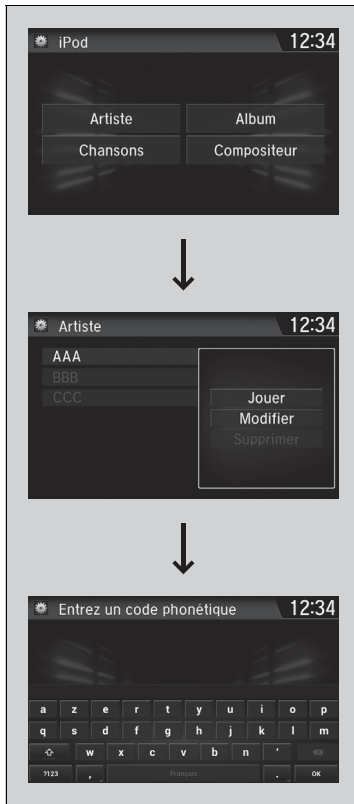 iPod 12:34
Artiste Album
Chansons Compositeur
Artiste 12:34
AAA
BBB
CCC
Jouer
Modifier
Supprimer
Entrez un code phonétique 12:34
a z e r t y u i o p
q s d f g h j k l m
w x c v b n '
?123 , Français . OK